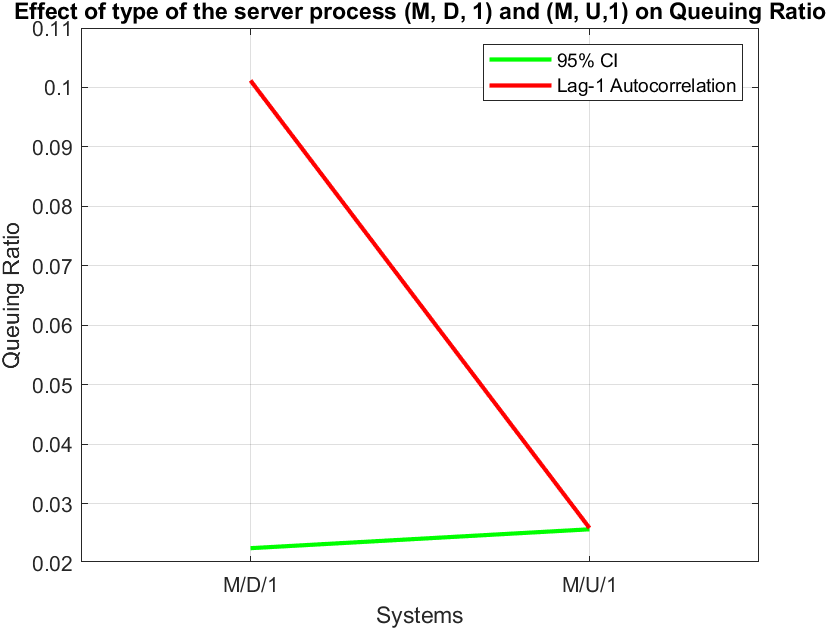 Effect of type of the server process (M, D, 1) and (M, U,1) on Queuing Ratio
95% CI
Lag-1 Autocorrelation
Queuing Ratio
0.11
0.1
0.09
0.08
0.07
0.06
0.05
0.04
0.03
0.02
M/D/1
M/U/1
Systems